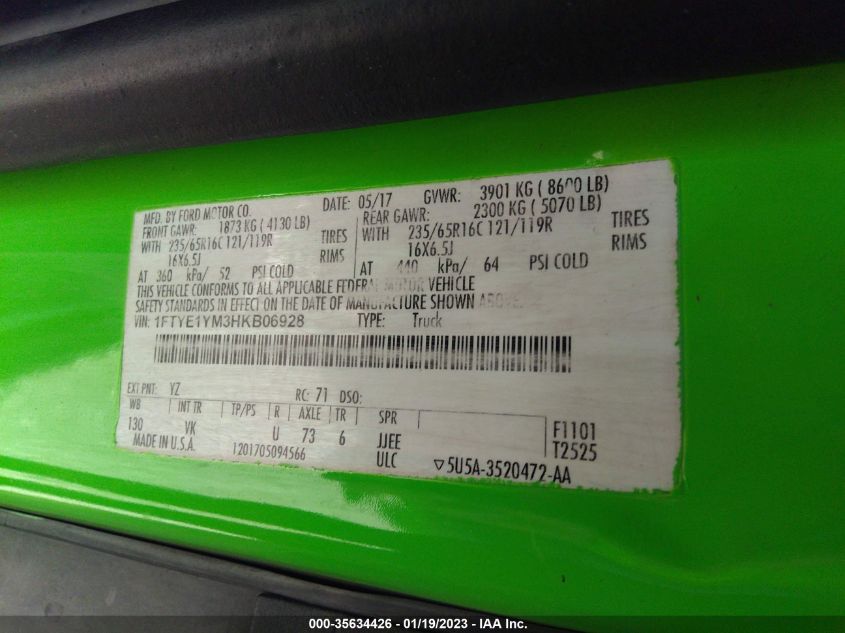 MFD. BY FORD MOTOR CO. DATE: 05/17 GVWR: 3901 KG ( 8600 LB)
FRONT GAWR: 1873 KG ( 4130 LB) REAR GAWR: 2300 KG ( 5070 LB)
WITH 235/65R16C 121/119R TIRES WITH 235/65R16C 121/119R TIRES
16X6.5J RIMS 16X6.5J RIMS
AT 360 kPa/ 52 PSI COLD AT 440 kPa/ 64 PSI COLD
THIS VEHICLE CONFORMS TO ALL APPLICABLE FEDERAL MOTOR VEHICLE
SAFETY STANDARDS IN EFFECT ON THE DATE OF MANUFACTURE SHOWN ABOVE.
VIN: 1FTYE1YM3HKB06928 TYPE: Truck
EXT PNT: YZ RC: 71 DSO:
WB INT TR TP/PS R AXLE TR SPR
130 VK U 73 6 JJEE F1101
MADE IN U.S.A. 1201705094566 ULC T2525
5U5A-3520472-AA
000-35634426 - 01/19/2023 - IAA Inc.